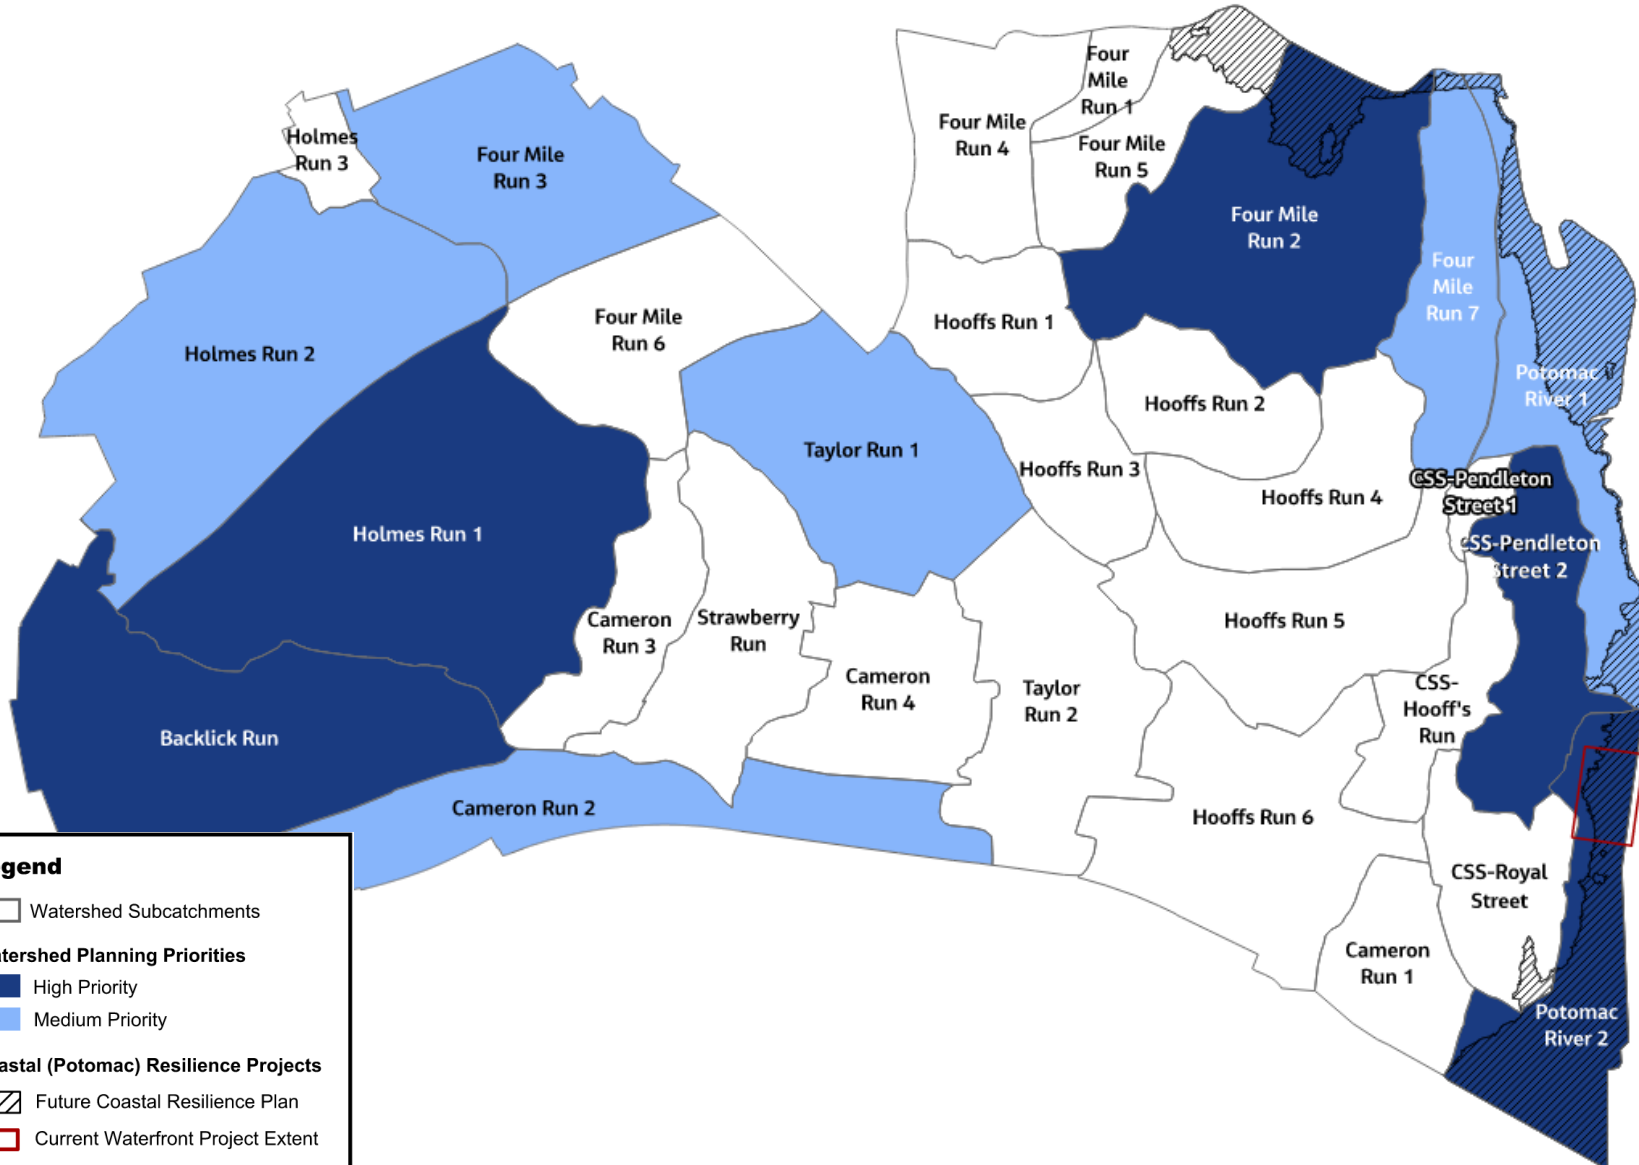 Four
Mile
Run 1
Four Mile
Run 4
Holmes
Run 3
Four Mile
Run 3
Four Mile
Run 5
Four Mile
Run 2
Four
Mile
Run 7
Hooffs Run 1
Four Mile
Run 6
Holmes Run 2
Potomac
River 1
Hooffs Run 2
Taylor Run 1
Hooffs Run 3
Hooffs Run 4
CSS-Pendleton
Street 1
Holmes Run 1
CSS-Pendleton
Street 2
Cameron
Run 3
Strawberry
Run
Hooffs Run 5
Cameron
Run 4
Taylor
Run 2
CSS-
Hooff's
Run
Backlick Run
Cameron Run 2
Hooffs Run 6
CSS-Royal
Street
Cameron
Run 1
Potomac
River 2
gend
Watershed Subcatchments
atershed Planning Priorities
High Priority
Medium Priority
astal (Potomac) Resilience Projects
Future Coastal Resilience Plan
Current Waterfront Project Extent